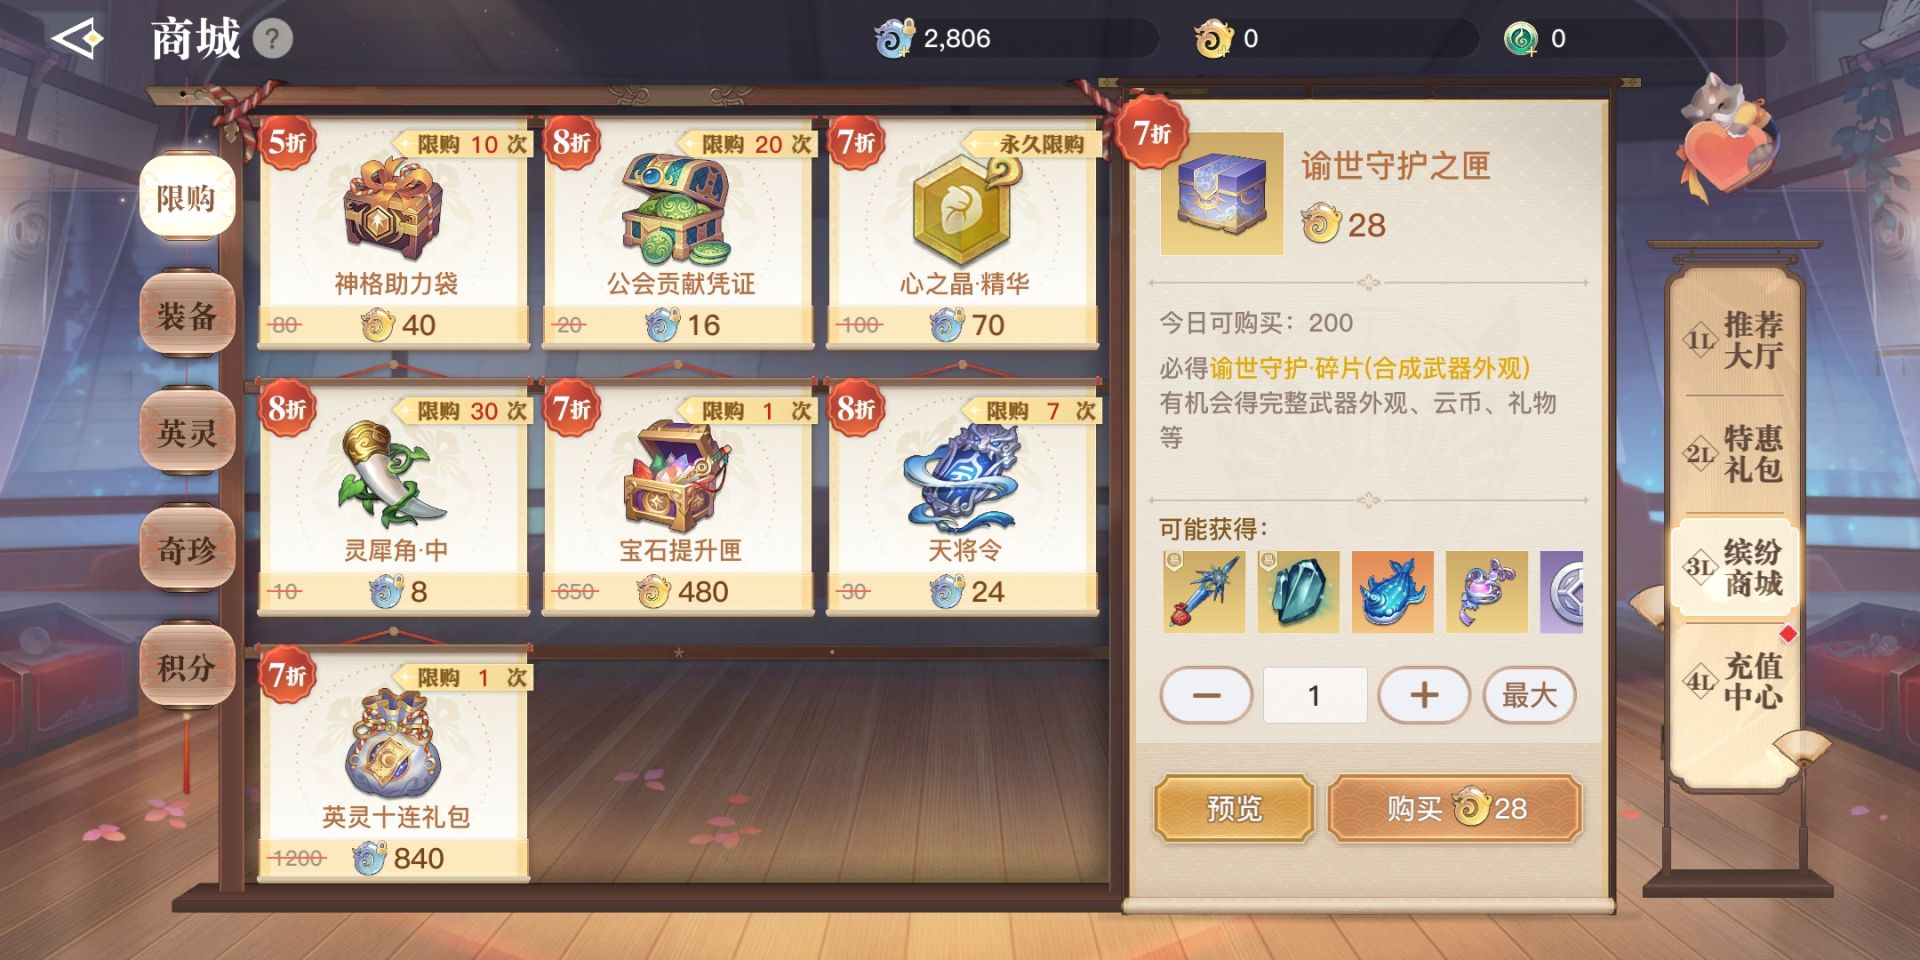 商城
?
2,806
0
0
限购
装备
英灵
奇珍
积分
5折
限购 10 次
神格助力袋
80
40
8折
限购 20 次
公会贡献凭证
20
16
7折
永久限购
心之晶·精华
100
70
8折
限购 30 次
灵犀角·中
10
8
7折
限购 1 次
宝石提升匣
650
480
8折
限购 7 次
天将令
30
24
7折
限购 1 次
英灵十连礼包
1200
840
7折
谕世守护之匣
28
今日可购买：200
必得谕世守护·碎片(合成武器外观)
有机会得完整武器外观、云币、礼物
等
可能获得：
1
最大
预览
购买 28
1L
推荐
大厅
2L
特惠
礼包
3L
缤纷
商城
4L
充值
中心